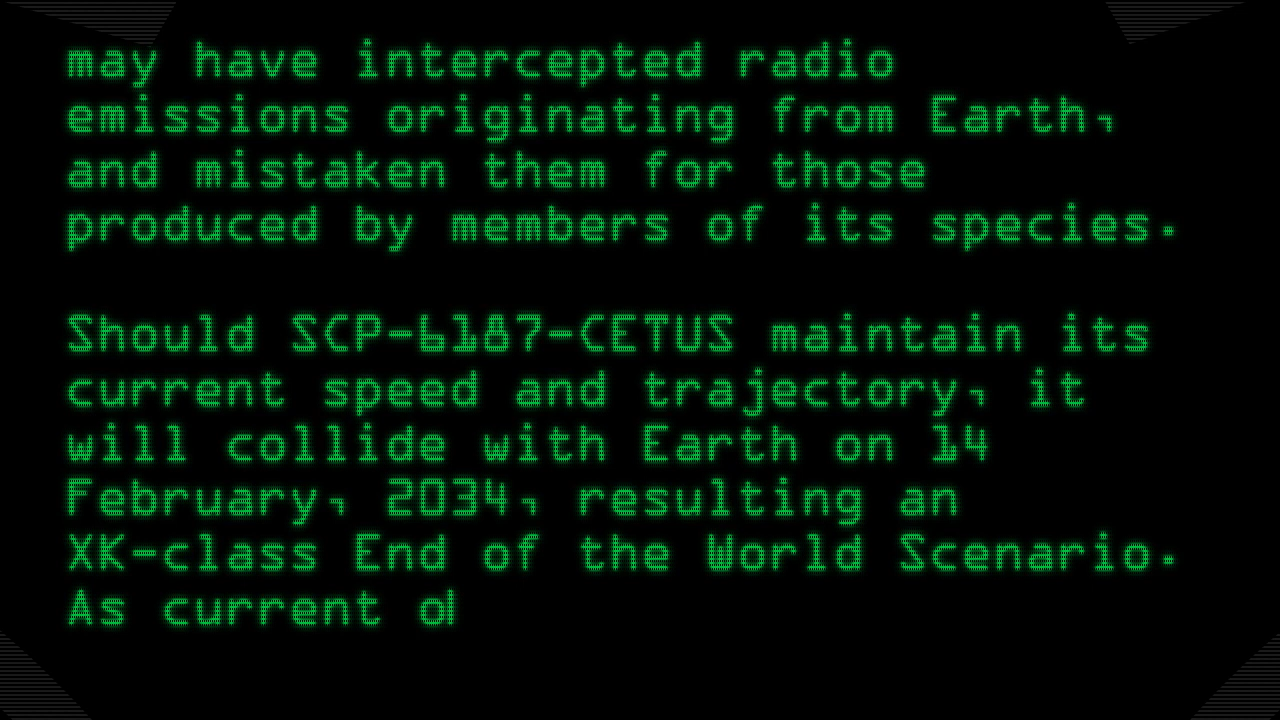 may have intercepted radio
emissions originating from Earth,
and mistaken them for those
produced by members of its species.
Should SCP-6187-CETUS maintain its
current speed and trajectory, it
will collide with Earth on 14
February, 2034, resulting an
XK-class End of the World Scenario.
As current d